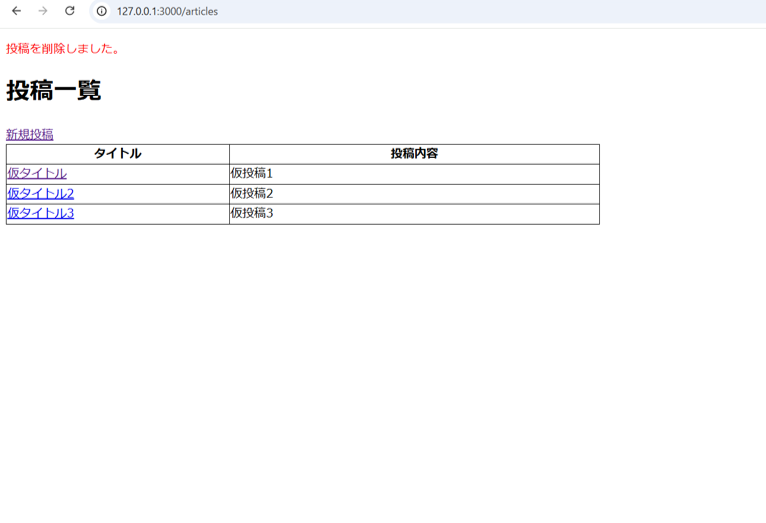 127.0.0.1:3000/articles
投稿を削除しました。
投稿一覧
新規投稿
タイトル 投稿内容
仮タイトル 仮投稿1
仮タイトル2 仮投稿2
仮タイトル3 仮投稿3